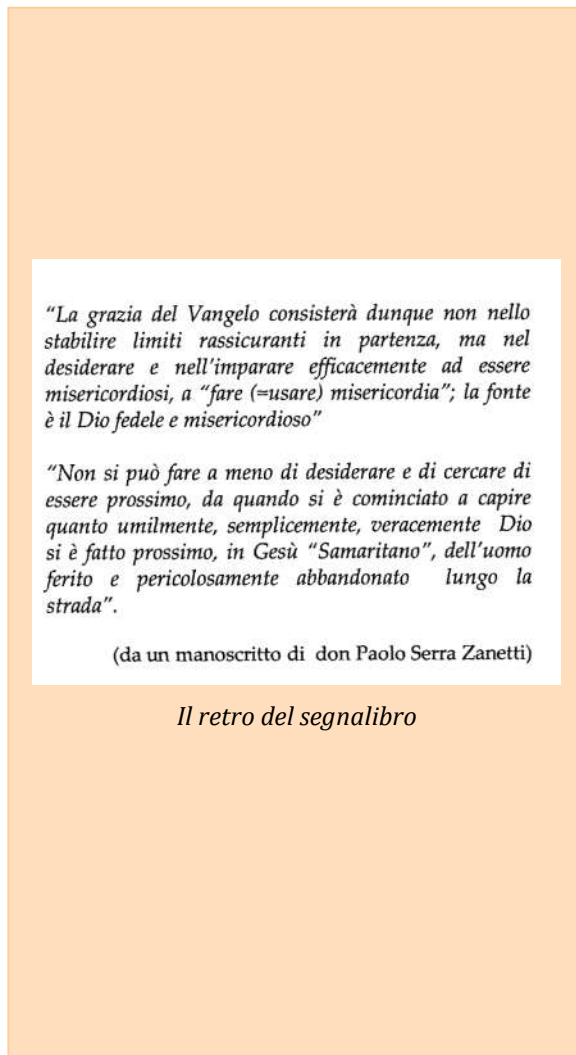 “La grazia del Vangelo consisterà dunque non nello
stabilire limiti rassicuranti in partenza, ma nel
desiderare e nell’imparare efficacemente ad essere
misericordiosi, a “fare (=usare) misericordia”; la fonte
è il Dio fedele e misericordioso”
“Non si può fare a meno di desiderare e di cercare di
essere prossimo, da quando si è cominciato a capire
quanto umilmente, semplicemente, veracemente Dio
si è fatto prossimo, in Gesù “Samaritano”, dell’uomo
ferito e pericolosamente abbandonato lungo la
strada”.
(da un manoscritto di don Paolo Serra Zanetti)
Il retro del segnalibro